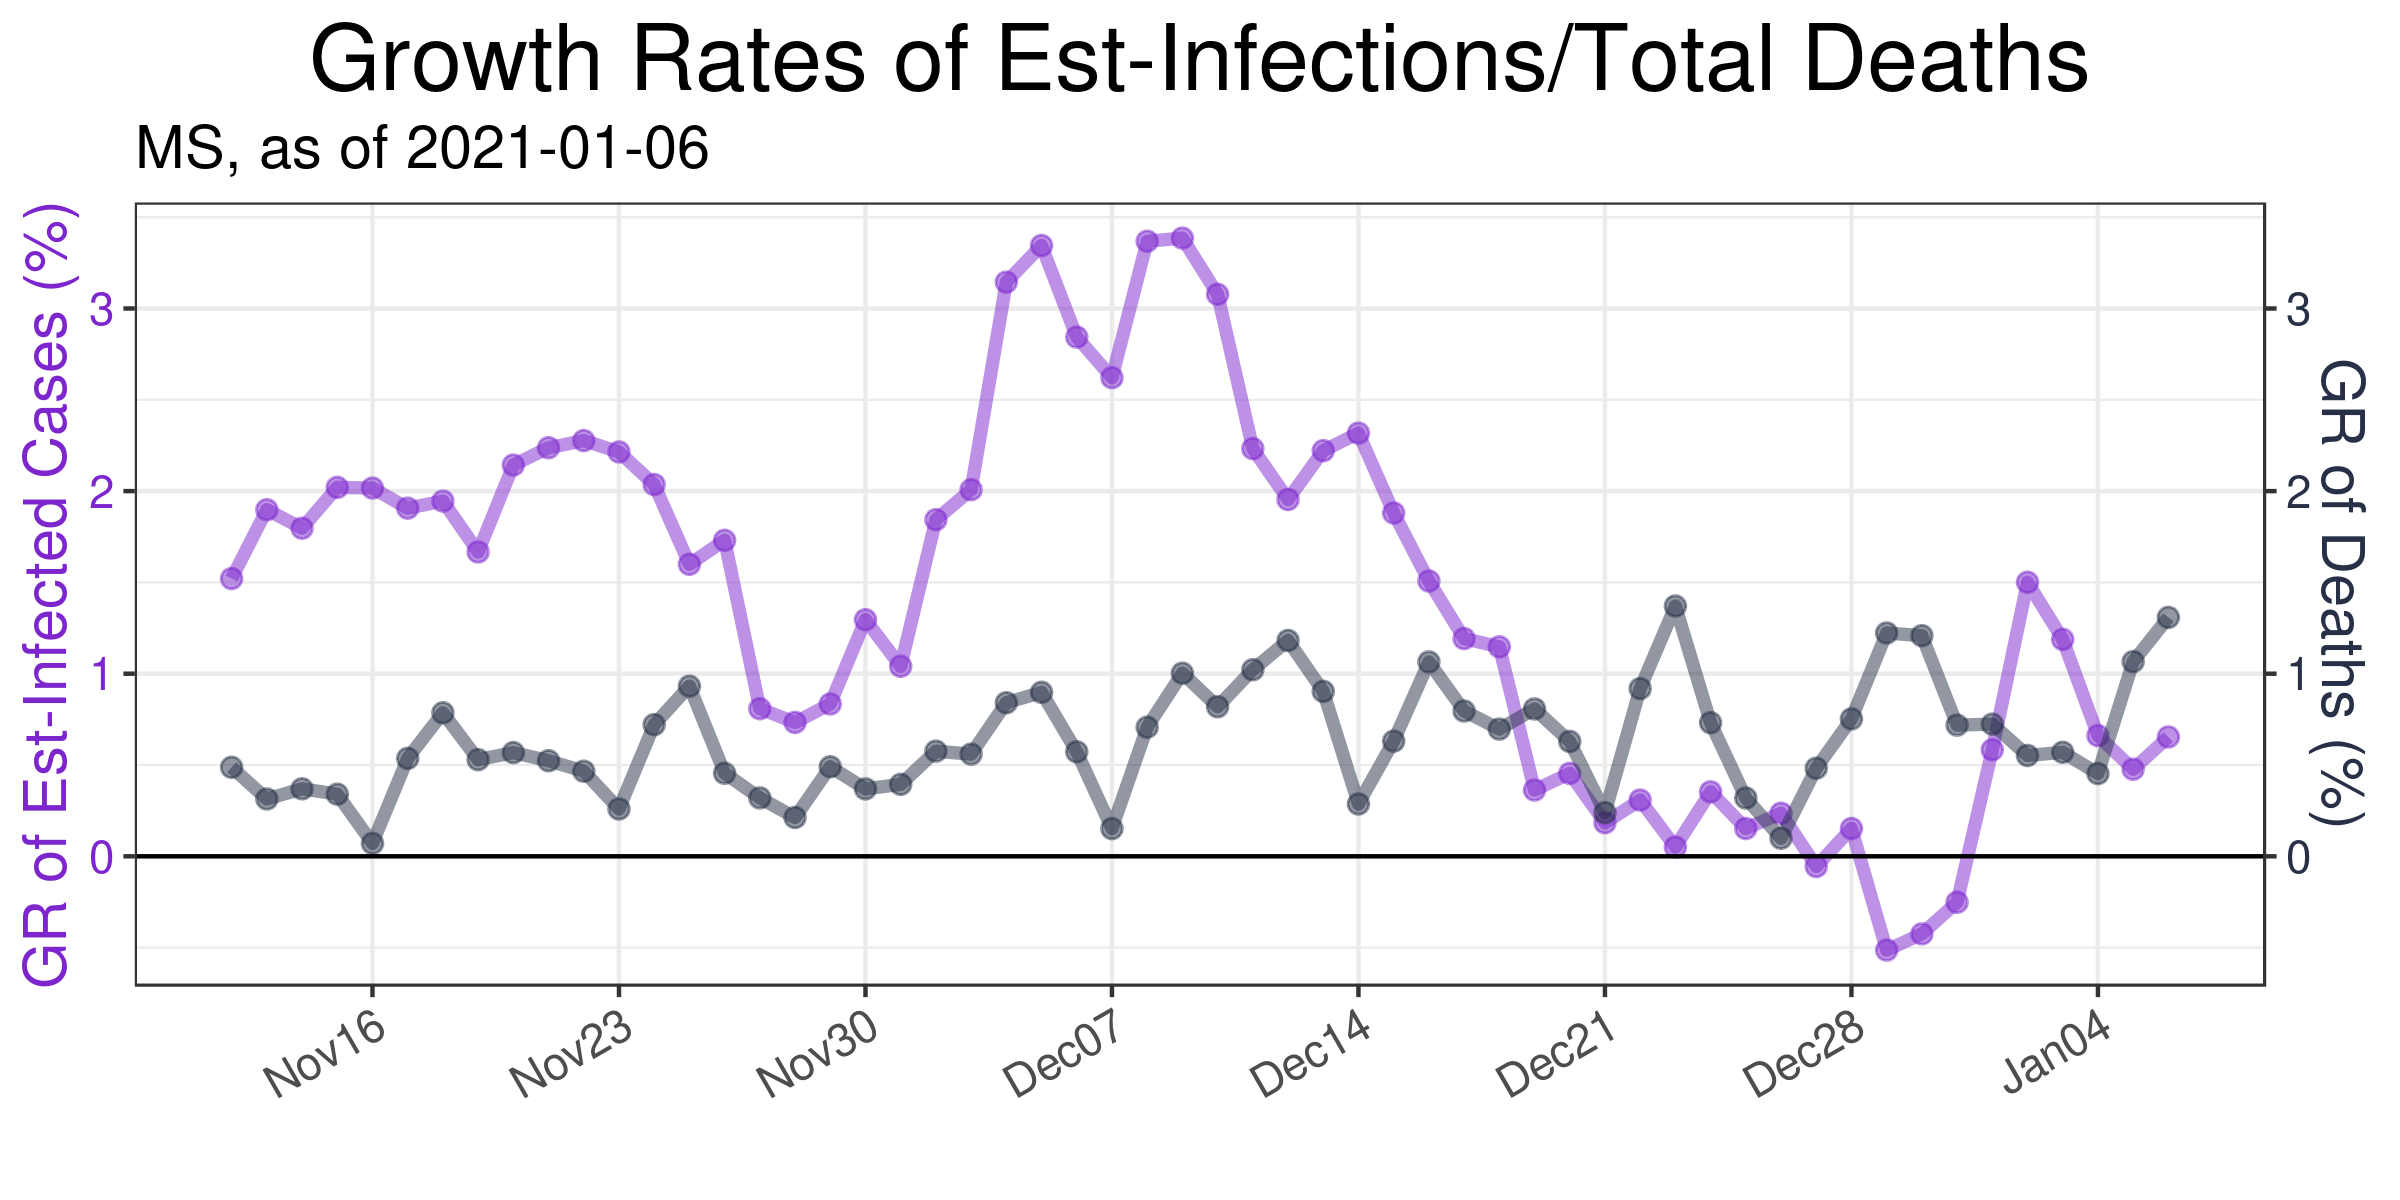 Growth Rates of Est-Infections/Total Deaths
MS, as of 2021-01-06
GR of Est-Infected Cases (%)
3
2
1
0
3
2
1
0
GR of Deaths (%)
Nov16
Nov23
Nov30
Dec07
Dec14
Dec21
Dec28
Jan04